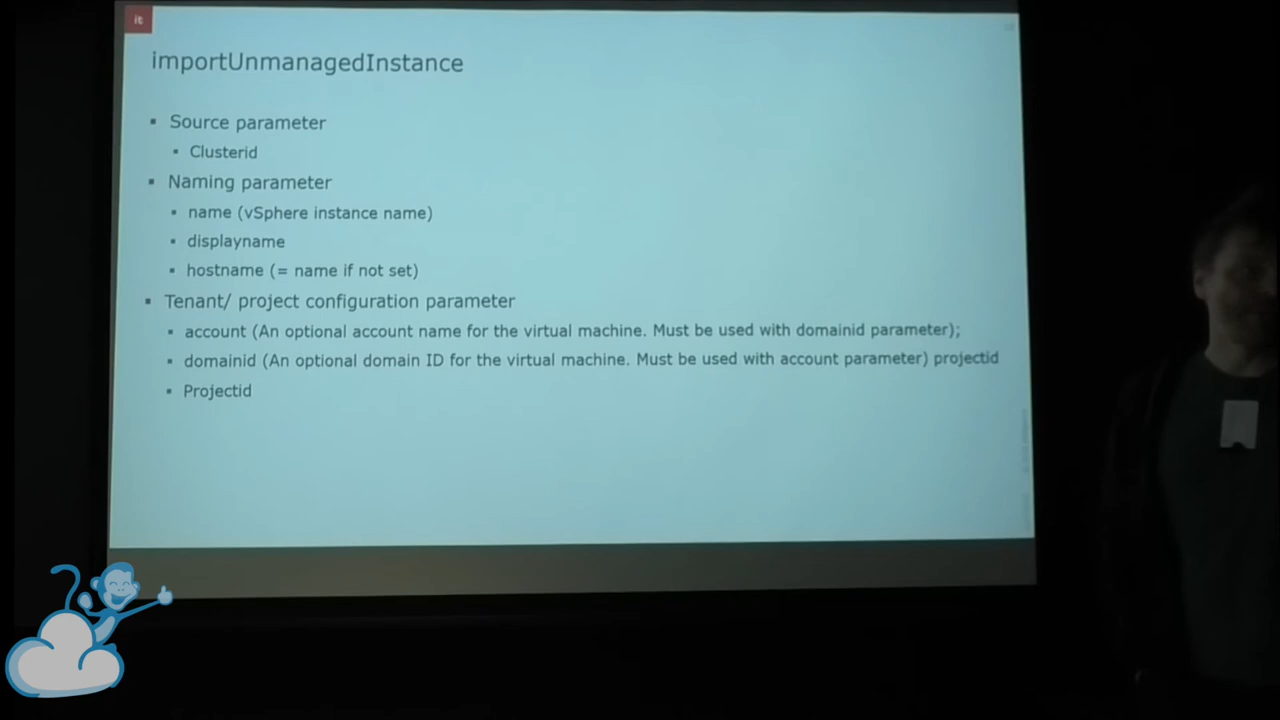 it
importUnmanagedInstance
▪ Source parameter
▪ Clusterid
▪ Naming parameter
▪ name (vSphere instance name)
▪ displayname
▪ hostname (= name if not set)
▪ Tenant/ project configuration parameter
▪ account (An optional account name for the virtual machine. Must be used with domainid parameter);
▪ domainid (An optional domain ID for the virtual machine. Must be used with account parameter) projectid
▪ Projectid